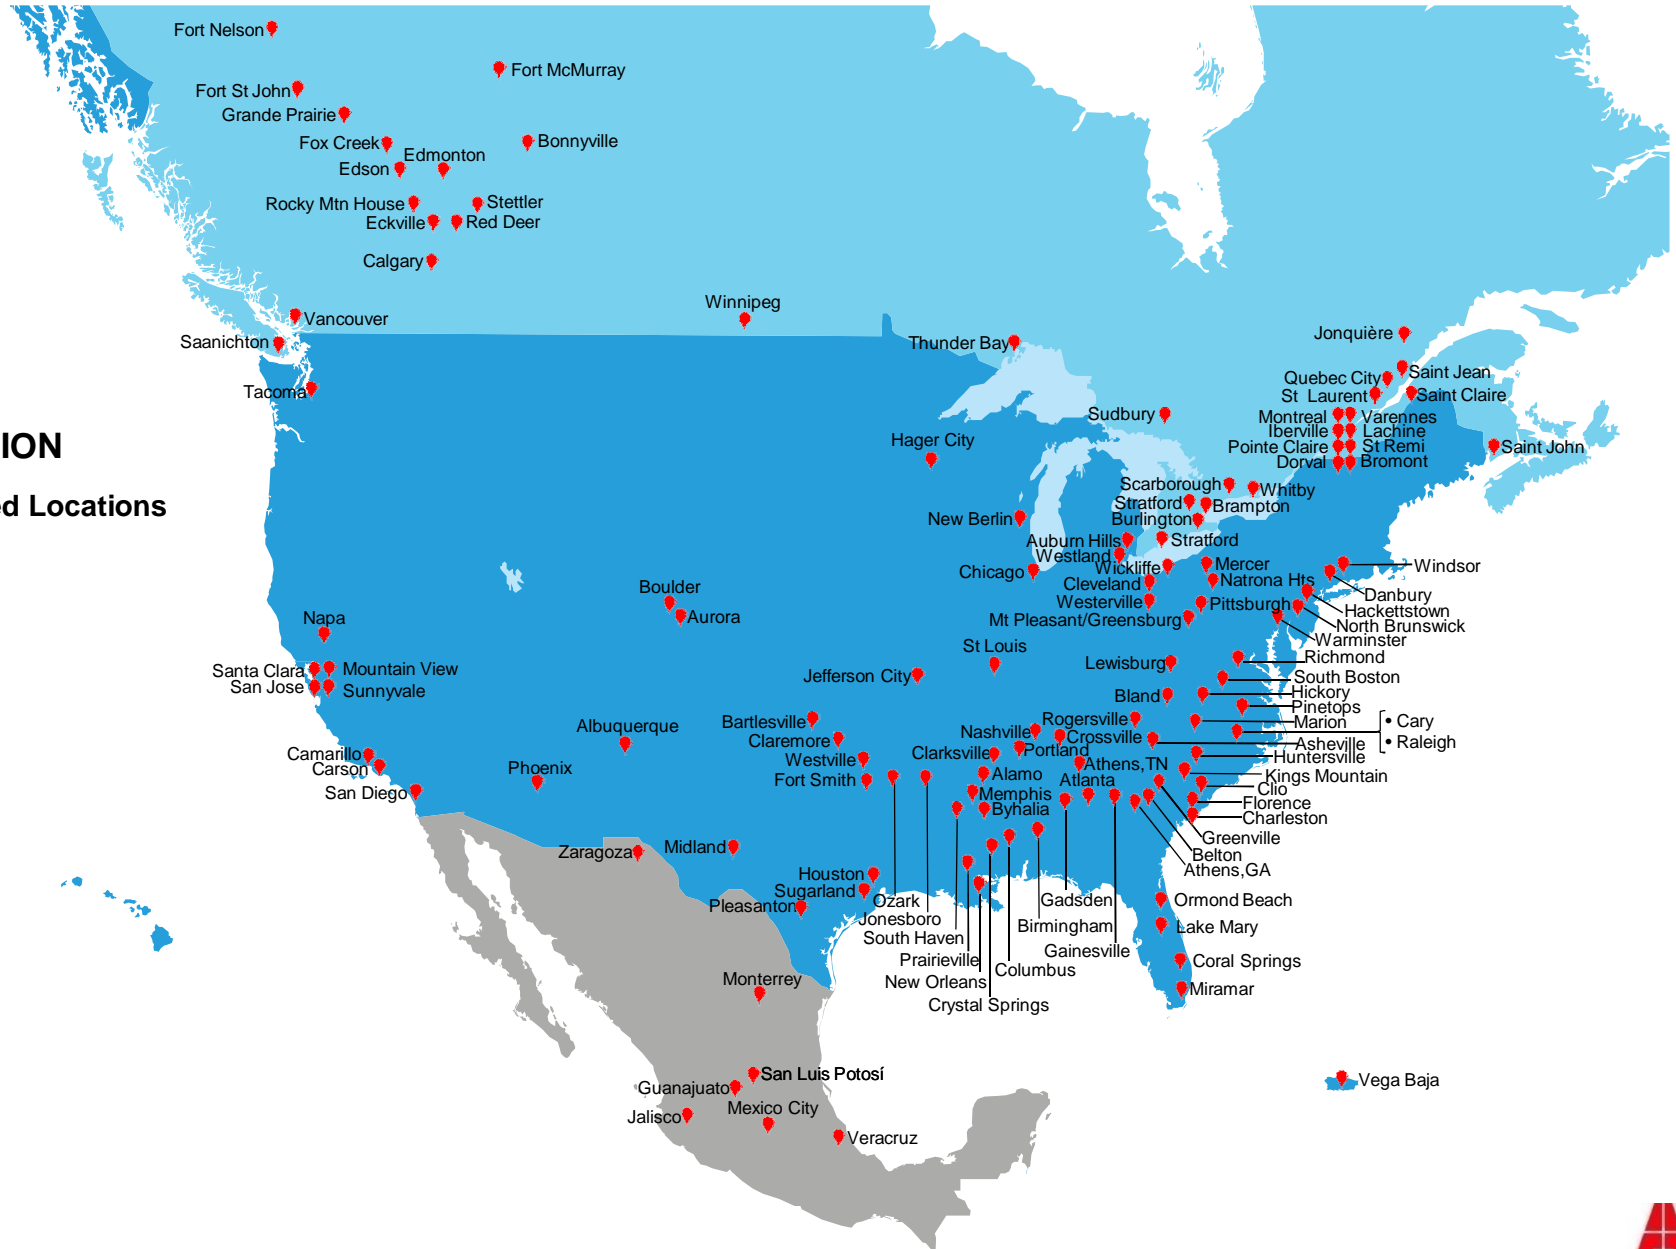 Fort Nelson
Fort McMurray
Fort St John
Grande Prairie
Fox Creek
Bonnyville
Edmonton
Edson
Rocky Mtn House
Stettler
Eckville
Red Deer
Calgary
Winnipeg
Vancouver
Saanichton
Thunder Bay
Jonquière
Tacoma
Quebec City
Saint Jean
St Laurent
Saint Claire
Sudbury
Montreal
Varennes
Iberville
Lachine
Hager City
Pointe Claire
St Remi
Saint John
ION
Dorval
Bromont
ed Locations
Scarborough
Whitby
Stratford
Brampton
New Berlin
Burlington
Auburn Hills
Stratford
Westland
Chicago
Wickliffe
Mercer
Windsor
Cleveland
Natrona Hts
Boulder
Danbury
Westerville
Pittsburgh
Hackettstown
Napa
Aurora
Mt Pleasant/Greensburg
North Brunswick
Warminster
St Louis
Richmond
Santa Clara
Mountain View
Jefferson City
Lewisburg
South Boston
San Jose
Sunnyvale
Bland
Hickory
Pinetops
Albuquerque
Bartlesville
Rogersville
Marion
• Cary
Nashville
Crossville
Claremore
• Raleigh
Asheville
Camarillo
Westville
Clarksville
Portland
Huntersville
Carson
Phoenix
Athens,TN
Fort Smith
Alamo
Atlanta
Kings Mountain
San Diego
Memphis
Clio
Byhalia
Florence
Charleston
Greenville
Zaragoza
Midland
Belton
Athens,GA
Houston
Sugarland
Ozark
Gadsden
Ormond Beach
Pleasanton
Jonesboro
Birmingham
Lake Mary
South Haven
Gainesville
Prairieville
Coral Springs
Columbus
Monterrey
New Orleans
Miramar
Crystal Springs
San Luis Potosí
Vega Baja
Guanajuato
Mexico City
Jalisco
Veracruz